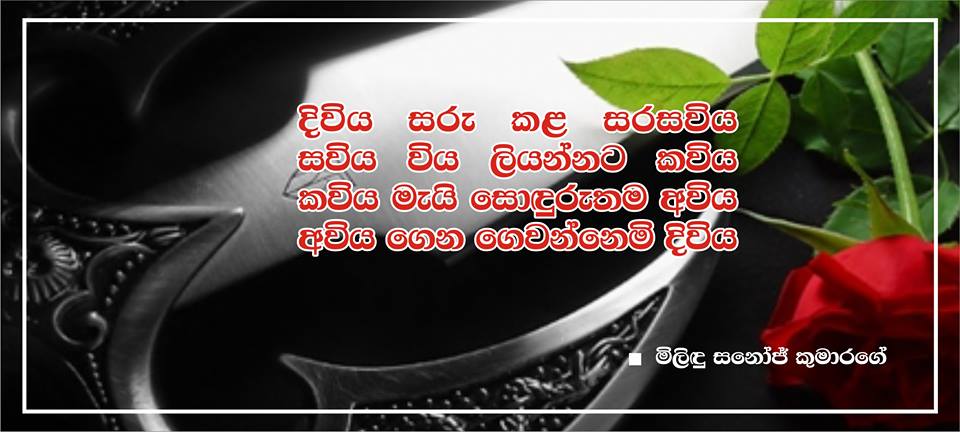 දිවිය සරු කළ සරසවිය
සවිය විය ලියන්නට කවිය
කවිය මැයි සොඳුරුතම අවිය
අවිය ගෙන ගෙවන්නෙමි දිවිය
■ මිලිඳු සනෝජ් කුමාරගේ